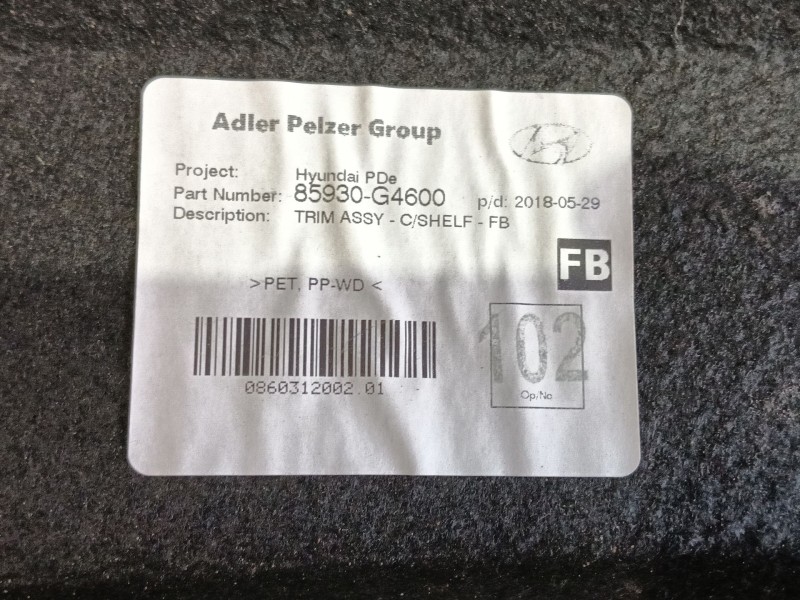 Adler Pelzer Group
Project: Hyundai PDe
Part Number: 85930-G4600 p/d: 2018-05-29
Description: TRIM ASSY - C/SHELF - FB
FB
>PET, PP-WD <
102
0860312002.01
Op/No